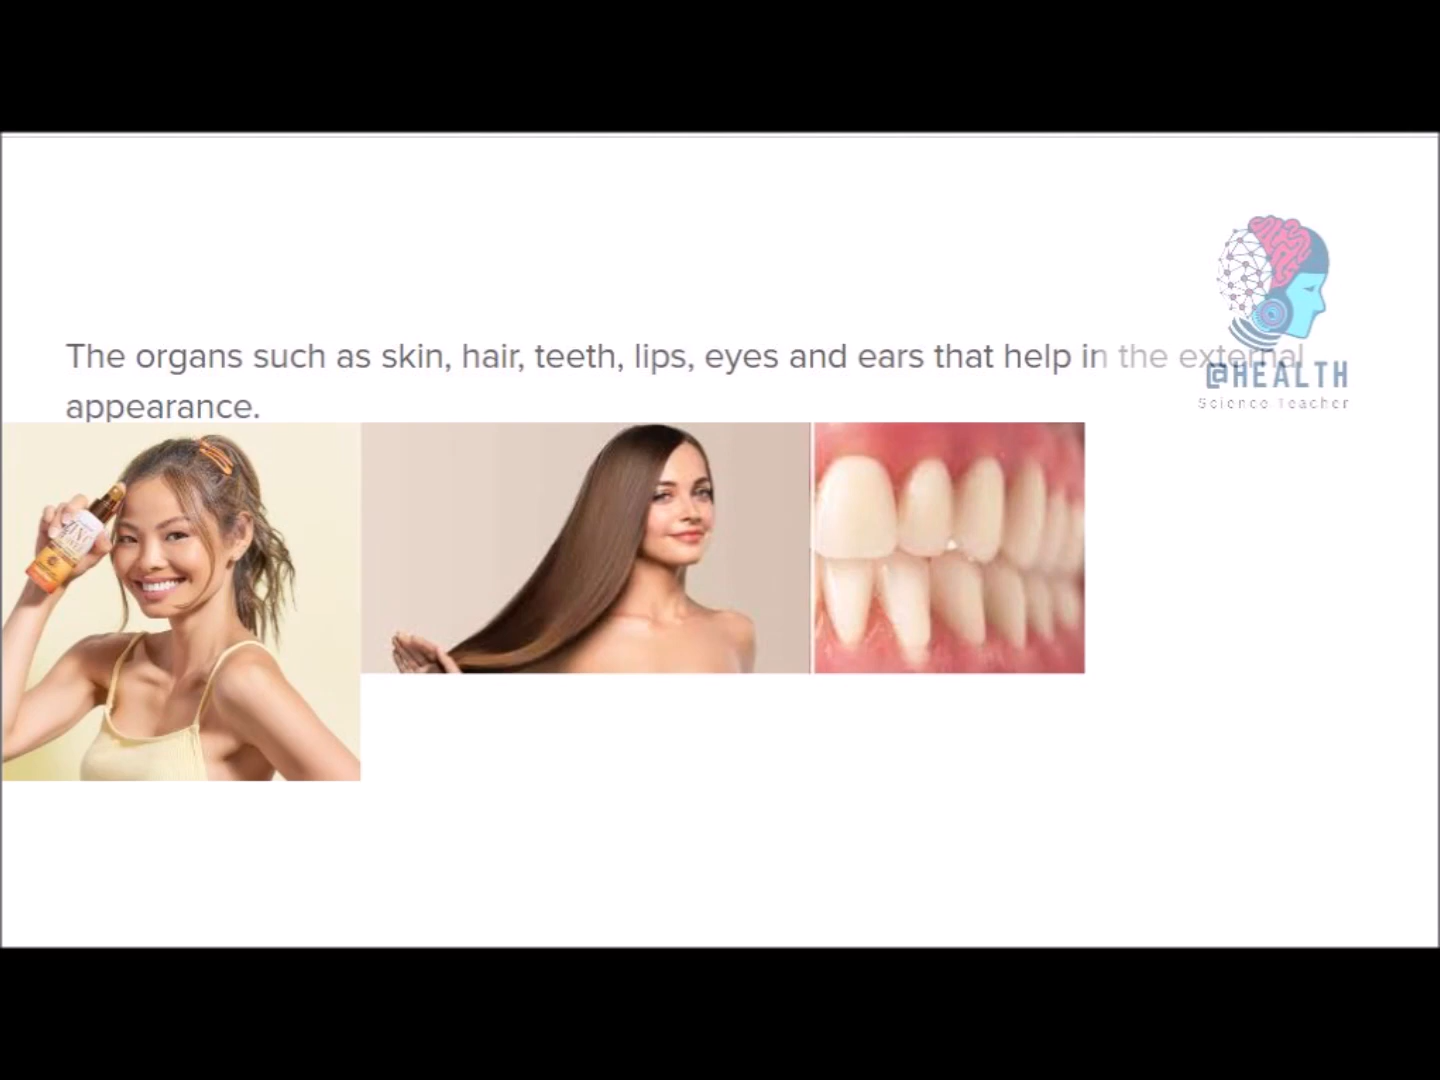 The organs such as skin, hair, teeth, lips, eyes and ears that help in the external
appearance.
@HEALTH
Science Teacher